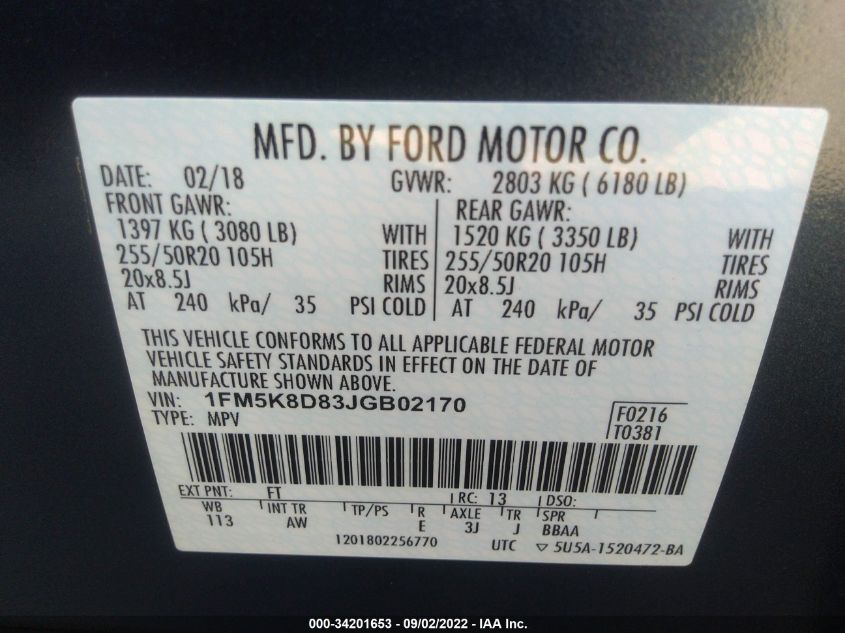 MFD. BY FORD MOTOR CO.
DATE: 02/18 GVWR: 2803 KG ( 6180 LB)
FRONT GAWR: REAR GAWR:
1397 KG ( 3080 LB) WITH 1520 KG ( 3350 LB) WITH
255/50R20 105H TIRES 255/50R20 105H TIRES
20x8.5J RIMS 20x8.5J RIMS
AT 240 kPa/ 35 PSI COLD AT 240 kPa/ 35 PSI COLD
THIS VEHICLE CONFORMS TO ALL APPLICABLE FEDERAL MOTOR
VEHICLE SAFETY STANDARDS IN EFFECT ON THE DATE OF
MANUFACTURE SHOWN ABOVE.
VIN: 1FM5K8D83JGB02170
TYPE: MPV
F0216
T0381
EXT PNT: FT RC: 13 DSO:
WB INT TR TP/PS R AXLE TR SPR
113 AW E 3J J BBAA
1201802256770 UTC ▽ 5U5A-1520472-BA
000-34201653 - 09/02/2022 - IAA Inc.